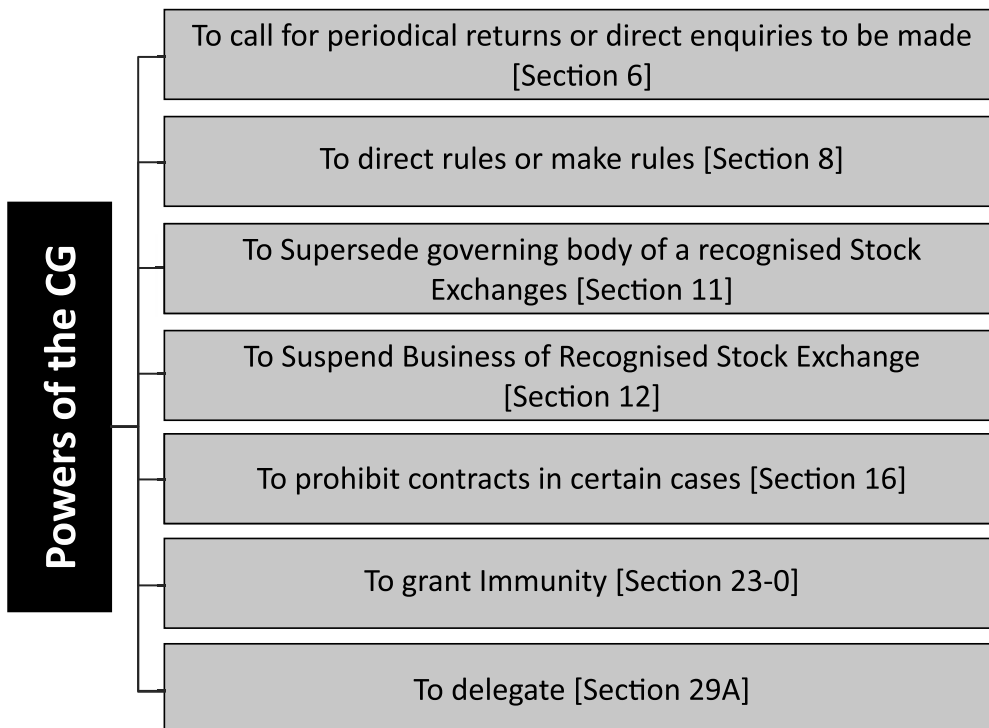 Powers of the CG
To call for periodical returns or direct enquiries to be made
[Section 6]
To direct rules or make rules [Section 8]
To Supersede governing body of a recognised Stock
Exchanges [Section 11]
To Suspend Business of Recognised Stock Exchange
[Section 12]
To prohibit contracts in certain cases [Section 16]
To grant Immunity [Section 23-0]
To delegate [Section 29A]